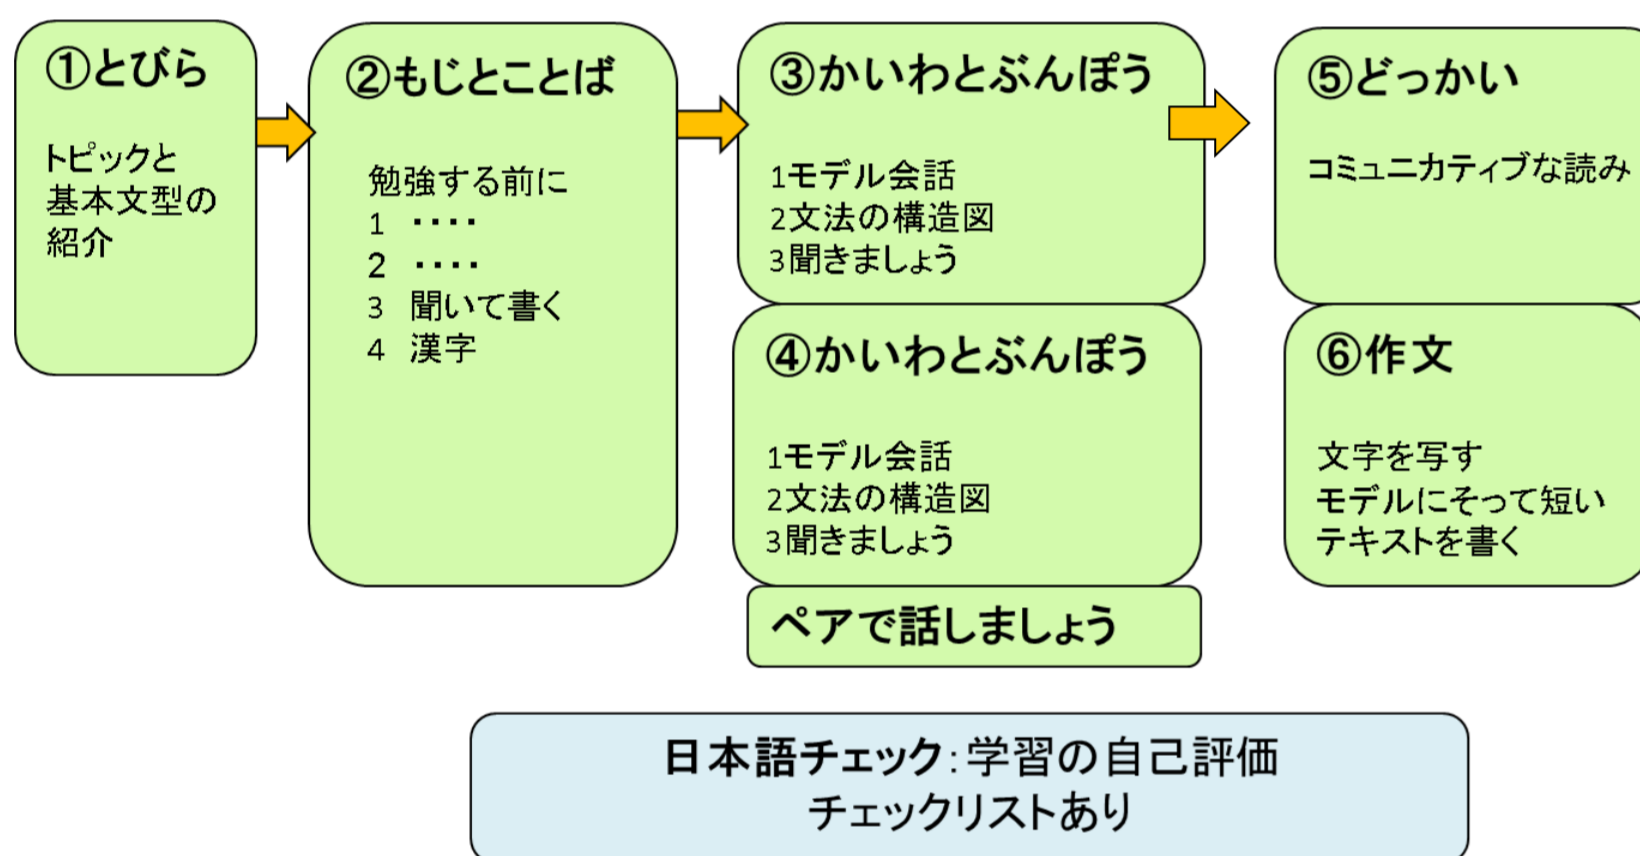 ①とびら
トピックと
基本文型の
紹介
②もじとことば
勉強する前に
1 ・・・・
2 ・・・・
3 聞いて書く
4 漢字
③かいわとぶんぽう
1モデル会話
2文法の構造図
3聞きましょう
④かいわとぶんぽう
1モデル会話
2文法の構造図
3聞きましょう
ペアで話しましょう
⑤どっかい
コミュニカティブな読み
⑥作文
文字を写す
モデルにそって短い
テキストを書く
日本語チェック:学習の自己評価
チェックリストあり